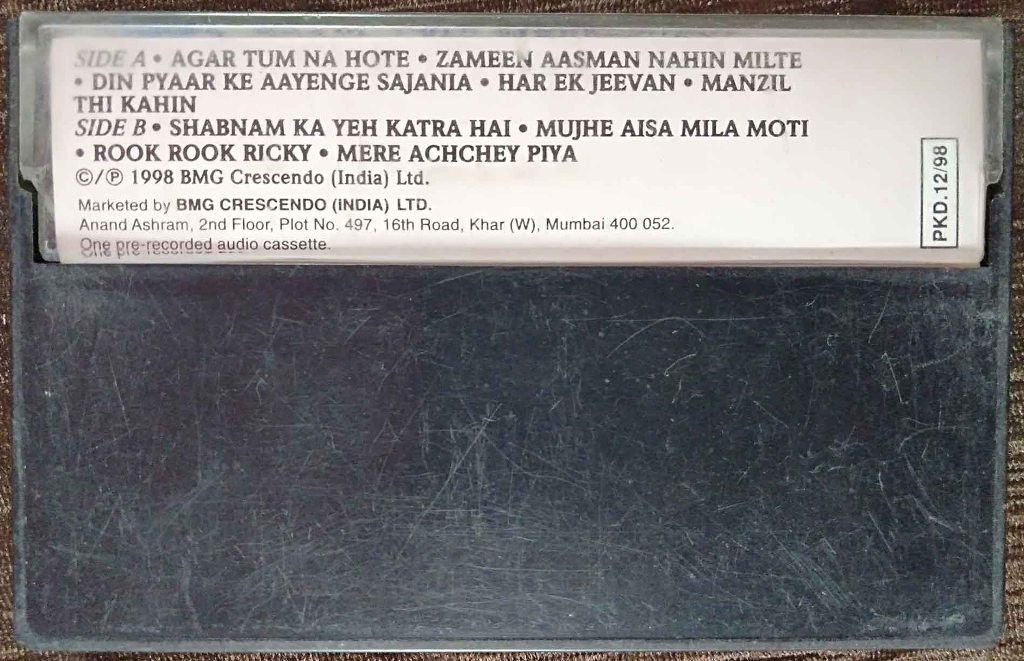 SIDE A • AGAR TUM NA HOTE • ZAMEEN AASMAN NAHIN MILTE
• DIN PYAAR KE AAYENGE SAJANIA • HAR EK JEEVAN • MANZIL
THI KAHIN
SIDE B • SHABNAM KA YEH KATRA HAI • MUJHE AISA MILA MOTI
• ROOK ROOK RICKY • MERE ACHCHEY PIYA
©/℗ 1998 BMG Crescendo (India) Ltd.
Marketed by BMG CRESCENDO (INDIA) LTD.
Anand Ashram, 2nd Floor, Plot No. 497, 16th Road, Khar (W), Mumbai 400 052.
One pre-recorded audio cassette.
PKD.12/98